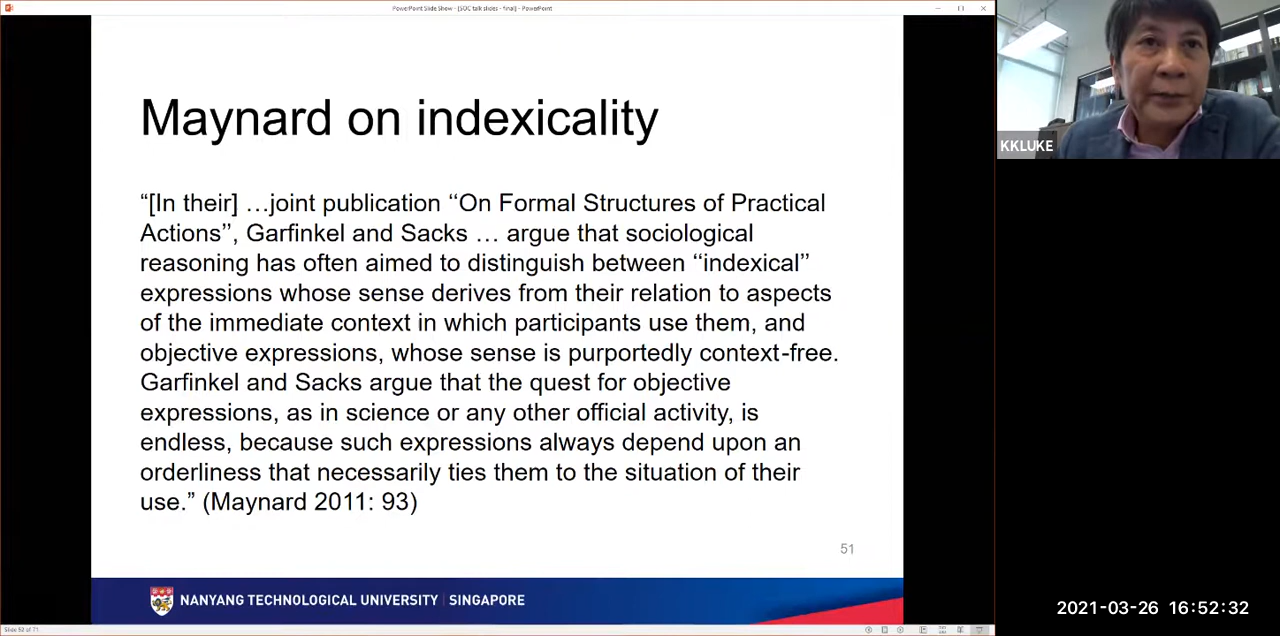 PowerPoint Slide Show - [SOC talk slides - final] - PowerPoint
Maynard on indexicality
“[In their] …joint publication ‘‘On Formal Structures of Practical
Actions’’, Garfinkel and Sacks … argue that sociological
reasoning has often aimed to distinguish between ‘‘indexical’’
expressions whose sense derives from their relation to aspects
of the immediate context in which participants use them, and
objective expressions, whose sense is purportedly context-free.
Garfinkel and Sacks argue that the quest for objective
expressions, as in science or any other official activity, is
endless, because such expressions always depend upon an
orderliness that necessarily ties them to the situation of their
use.” (Maynard 2011: 93)
51
NANYANG TECHNOLOGICAL UNIVERSITY | SINGAPORE
Slide 52 of 71
KKLUKE
2021-03-26 16:52:32